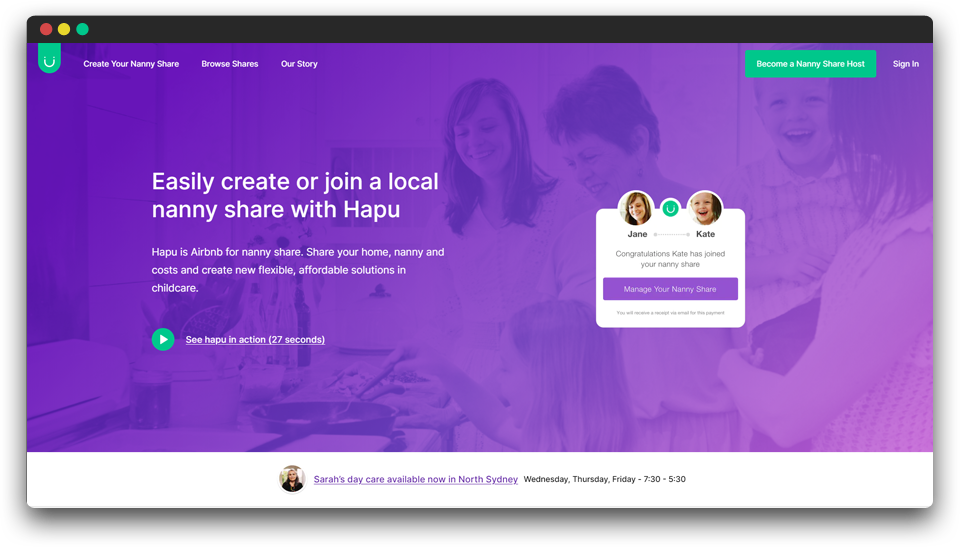 Create Your Nanny Share Browse Shares Our Story Become a Nanny Share Host Sign In
Easily create or join a local
nanny share with Hapu
Hapu is Airbnb for nanny share. Share your home, nanny and
costs and create new flexible, affordable solutions in
childcare.
See hapu in action (27 seconds)
Jane Kate
Congratulations Kate has joined
your nanny share
Manage Your Nanny Share
You will receive a receipt via email for this payment
Sarah's day care available now in North Sydney Wednesday, Thursday, Friday - 7:30 - 5:30